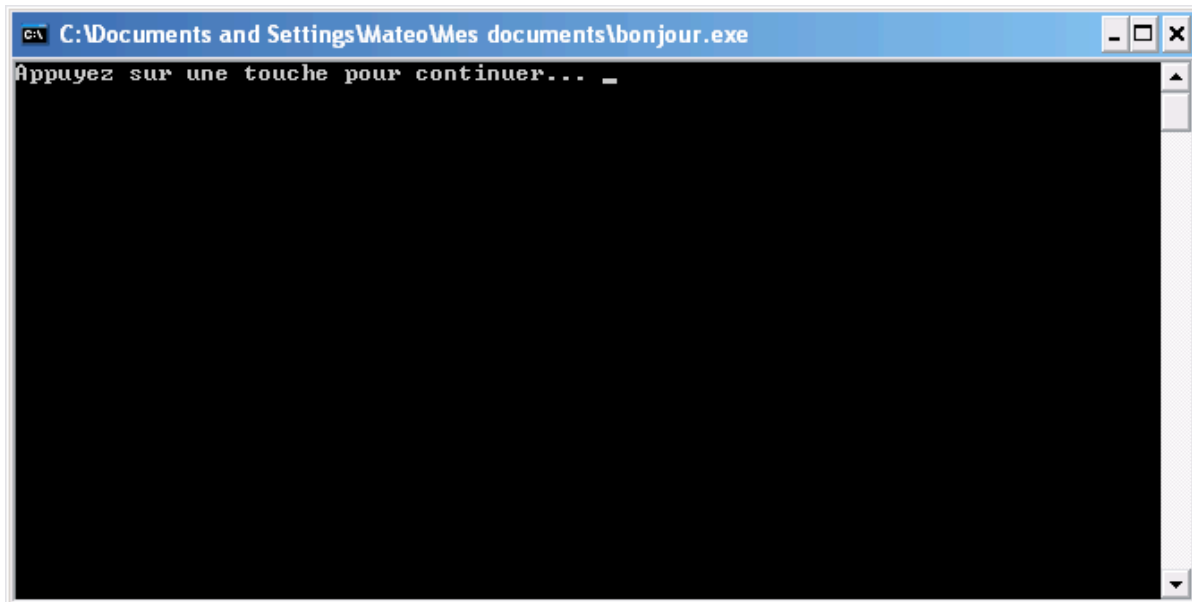 C:\Documents and Settings\Mateo\Mes documents\bonjour.exe
Appuyez sur une touche pour continuer... _